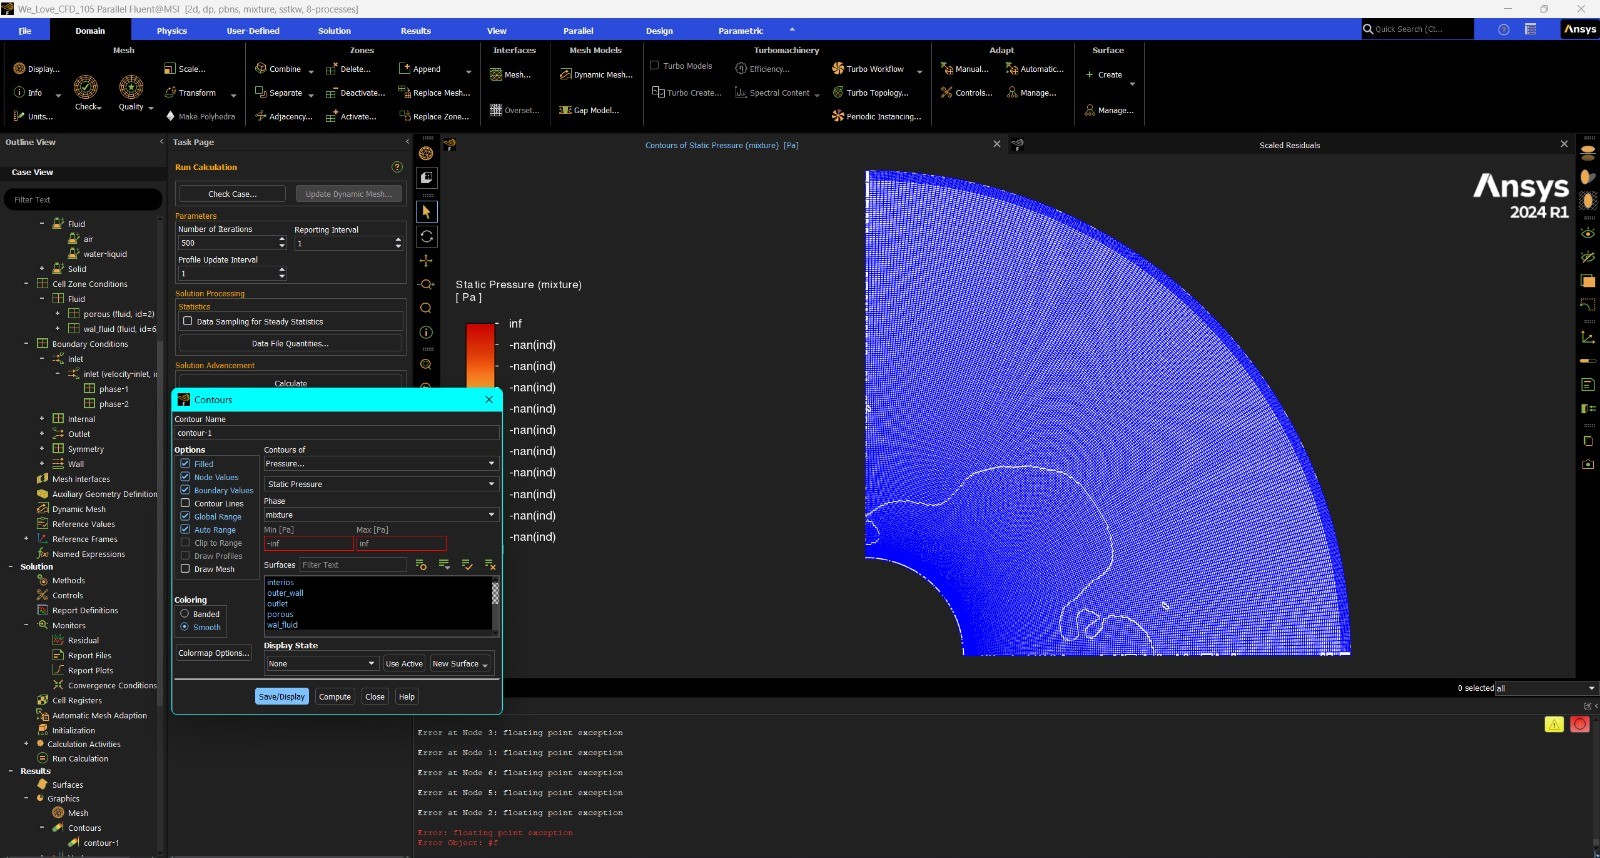 We_Love_CFD_105 Parallel Fluent@MSI [2d, dp, pbns, mixture, sstkw, 8-processes]
File Domain Physics User-Defined Solution Results View Parallel Design Parametric
Quick Search (Ct...
Ansys
Mesh Zones Interfaces Mesh Models Turbomachinery Adapt Surface
Display... Scale... Combine Delete... Append Mesh... Dynamic Mesh... Turbo Models Efficiency... Turbo Workflow Manual... Automatic... Create
Info Check Quality Transform Separate Deactivate... Replace Mesh... Turbo Create... Spectral Content Turbo Topology... Controls... Manage...
Units... Make Polyhedra Adjacency... Activate... Replace Zone... Overset... Gap Model... Periodic Instancing... Manage...
Outline View
Case View
Filter Text
Fluid
air
water-liquid
Solid
Cell Zone Conditions
Fluid
porous (fluid, id=2)
wal_fluid (fluid, id=6
Boundary Conditions
Inlet
inlet (velocity-inlet, i
phase-1
phase-2
Internal
Outlet
Symmetry
Wall
Mesh Interfaces
Auxiliary Geometry Definition
Dynamic Mesh
Reference Values
Reference Frames
Named Expressions
Solution
Methods
Controls
Report Definitions
Monitors
Residual
Report Files
Report Plots
Convergence Conditions
Cell Registers
Automatic Mesh Adaption
Initialization
Calculation Activities
Run Calculation
Results
Surfaces
Graphics
Mesh
Contours
contour-1
Task Page
Run Calculation
Check Case... Update Dynamic Mesh...
Parameters
Number of Iterations Reporting Interval
500 1
Profile Update Interval
1
Solution Processing
Statistics
Data Sampling for Steady Statistics
Data File Quantities...
Solution Advancement
Calculate
Contours
Contour Name
contour-1
Options
Filled
Node Values
Boundary Values
Contour Lines
Global Range
Auto Range
Clip to Range
Draw Profiles
Draw Mesh
Coloring
Banded
Smooth
Colormap Options...
Contours of
Pressure...
Static Pressure
Phase
mixture
Min [Pa] Max [Pa]
-inf inf
Surfaces Filter Text
interios
outer_wall
outlet
porous
wal_fluid
Display State
None Use Active New Surface
Save/Display Compute Close Help
Contours of Static Pressure (mixture) [Pa]
Scaled Residuals
Ansys
2024 R1
Static Pressure (mixture)
[ Pa ]
inf
-nan(ind)
-nan(ind)
-nan(ind)
-nan(ind)
-nan(ind)
-nan(ind)
-nan(ind)
-nan(ind)
-nan(ind)
-nan(ind)
0 selected all
Error at Node 3: floating point exception
Error at Node 1: floating point exception
Error at Node 6: floating point exception
Error at Node 5: floating point exception
Error at Node 2: floating point exception
Error: floating point exception
Error Object: #f